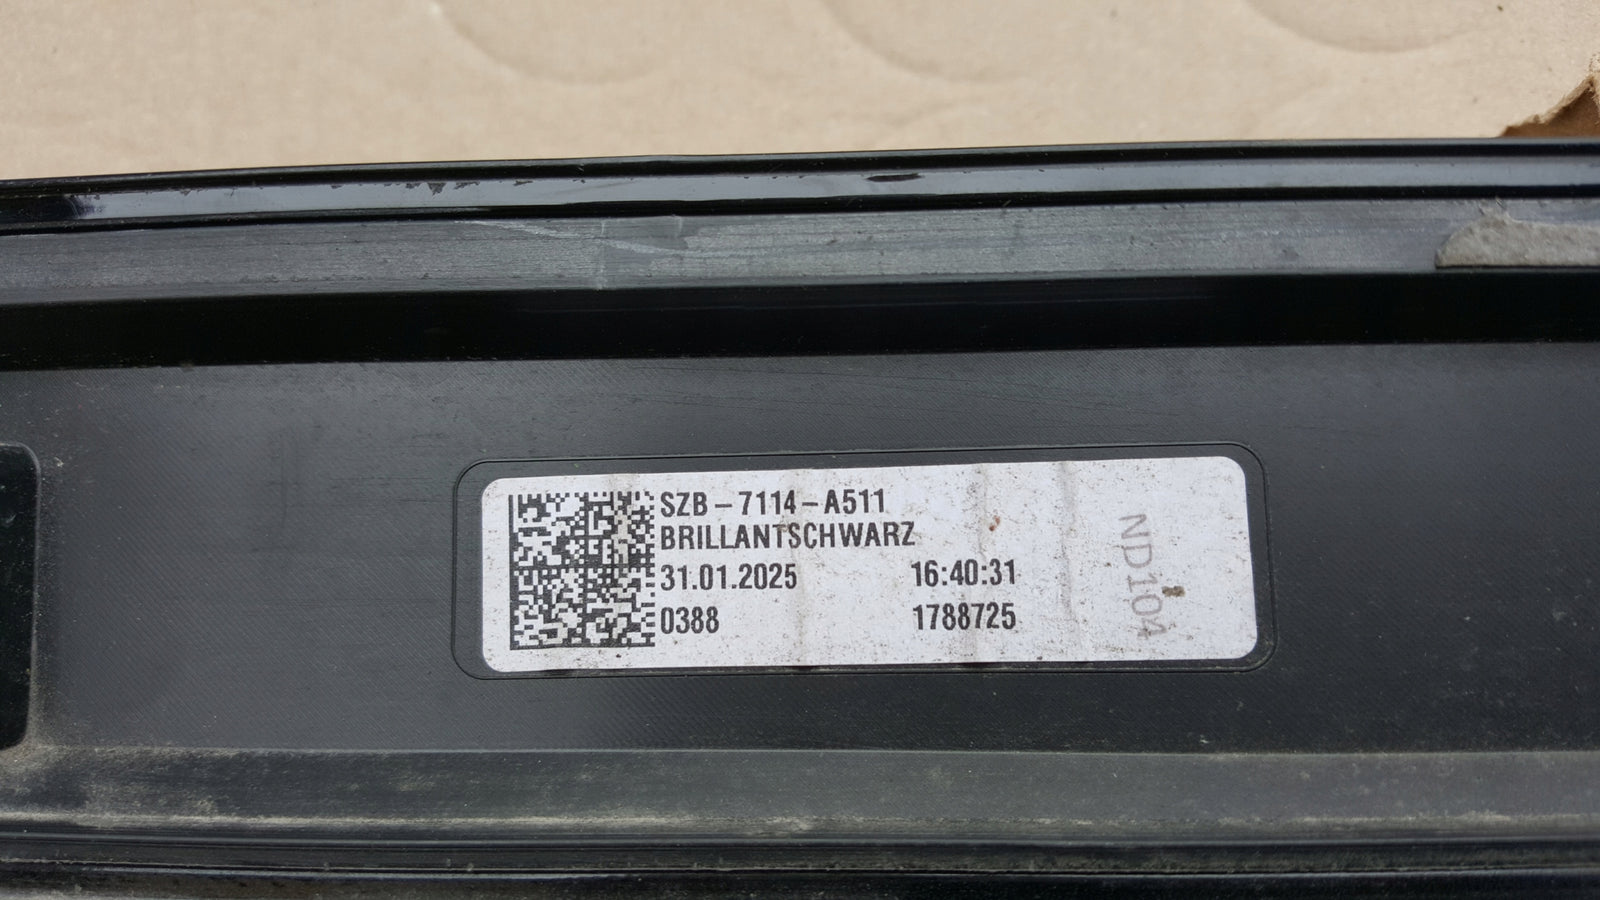 SZB-7114-A511
BRILLANTSCHWARZ
31.01.2025 16:40:31
0388 1788725
ND104